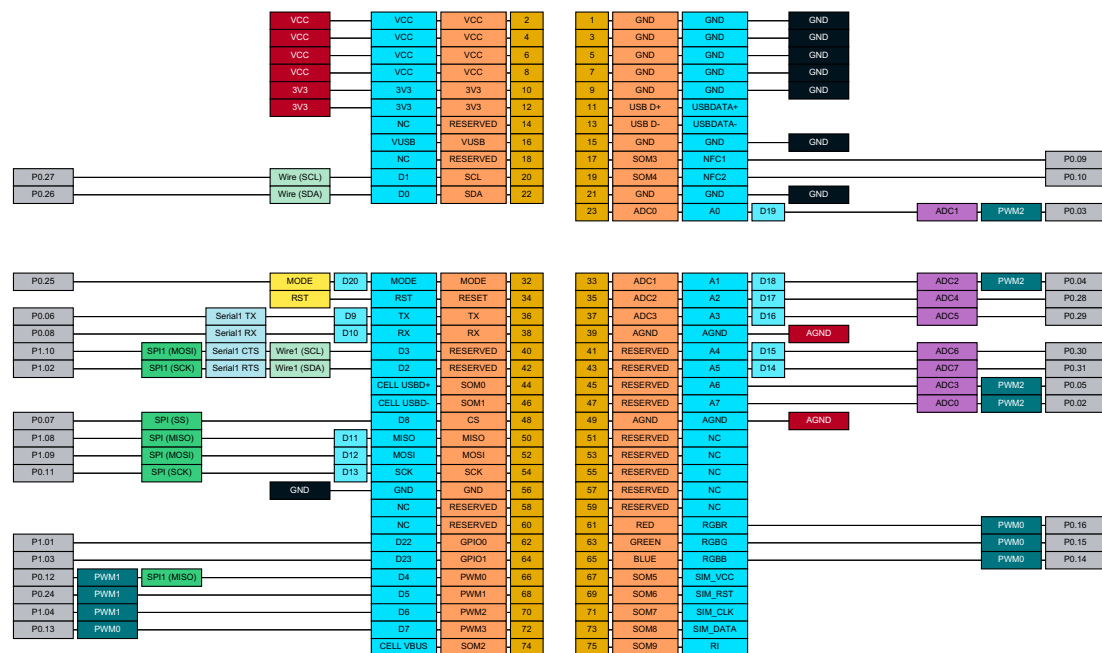 VCC VCC VCC 2 1 GND GND GND
VCC VCC VCC 4 3 GND GND GND
VCC VCC VCC 6 5 GND GND GND
VCC VCC VCC 8 7 GND GND GND
3V3 3V3 3V3 10 9 GND GND GND
3V3 3V3 3V3 12 11 USB D+ USBDATA+
NC RESERVED 14 13 USB D- USBDATA-
VUSB VUSB 16 15 GND GND GND
NC RESERVED 18 17 SOM3 NFC1 P0.09
P0.27 Wire (SCL) D1 SCL 20 19 SOM4 NFC2 P0.10
P0.26 Wire (SDA) D0 SDA 22 21 GND GND GND
23 ADC0 A0 D19 ADC1 PWM2 P0.03
P0.25 MODE D20 MODE MODE 32 33 ADC1 A1 D18 ADC2 PWM2 P0.04
RST RST RESET 34 35 ADC2 A2 D17 ADC4 P0.28
P0.06 Serial1 TX D9 TX TX 36 37 ADC3 A3 D16 ADC5 P0.29
P0.08 Serial1 RX D10 RX RX 38 39 AGND AGND AGND
P1.10 SPI1 (MOSI) Serial1 CTS Wire1 (SCL) D3 RESERVED 40 41 RESERVED A4 D15 ADC6 P0.30
P1.02 SPI1 (SCK) Serial1 RTS Wire1 (SDA) D2 RESERVED 42 43 RESERVED A5 D14 ADC7 P0.31
CELL USBD+ SOM0 44 45 RESERVED A6 ADC3 PWM2 P0.05
CELL USBD- SOM1 46 47 RESERVED A7 ADC0 PWM2 P0.02
P0.07 SPI (SS) D8 CS 48 49 AGND AGND AGND
P1.08 SPI (MISO) D11 MISO MISO 50 51 RESERVED NC
P1.09 SPI (MOSI) D12 MOSI MOSI 52 53 RESERVED NC
P0.11 SPI (SCK) D13 SCK SCK 54 55 RESERVED NC
GND GND GND 56 57 RESERVED NC
NC RESERVED 58 59 RESERVED NC
NC RESERVED 60 61 RED RGBR PWM0 P0.16
P1.01 D22 GPIO0 62 63 GREEN RGBG PWM0 P0.15
P1.03 D23 GPIO1 64 65 BLUE RGBB PWM0 P0.14
P0.12 PWM1 SPI1 (MISO) D4 PWM0 66 67 SOM5 SIM_VCC
P0.24 PWM1 D5 PWM1 68 69 SOM6 SIM_RST
P1.04 PWM1 D6 PWM2 70 71 SOM7 SIM_CLK
P0.13 PWM0 D7 PWM3 72 73 SOM8 SIM_DATA
CELL VBUS SOM2 74 75 SOM9 RI